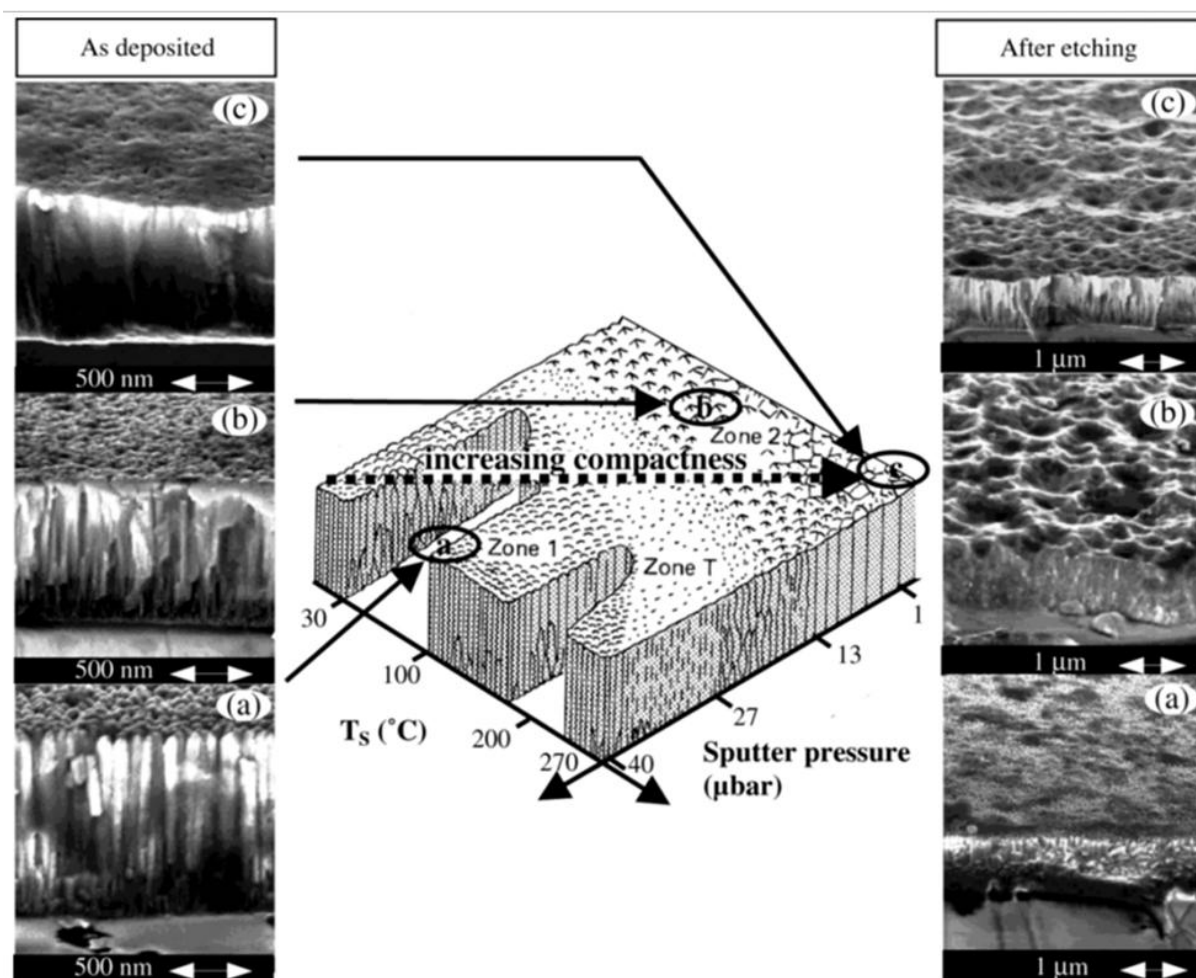 As deposited
After etching
(c)
500 nm
(b)
500 nm
(a)
500 nm
b
Zone 2
increasing compactness
c
a
Zone 1
Zone T
30
100
200
270
T_S (˚C)
1
13
27
40
Sputter pressure
(µbar)
(c)
1 µm
(b)
1 µm
(a)
1 µm